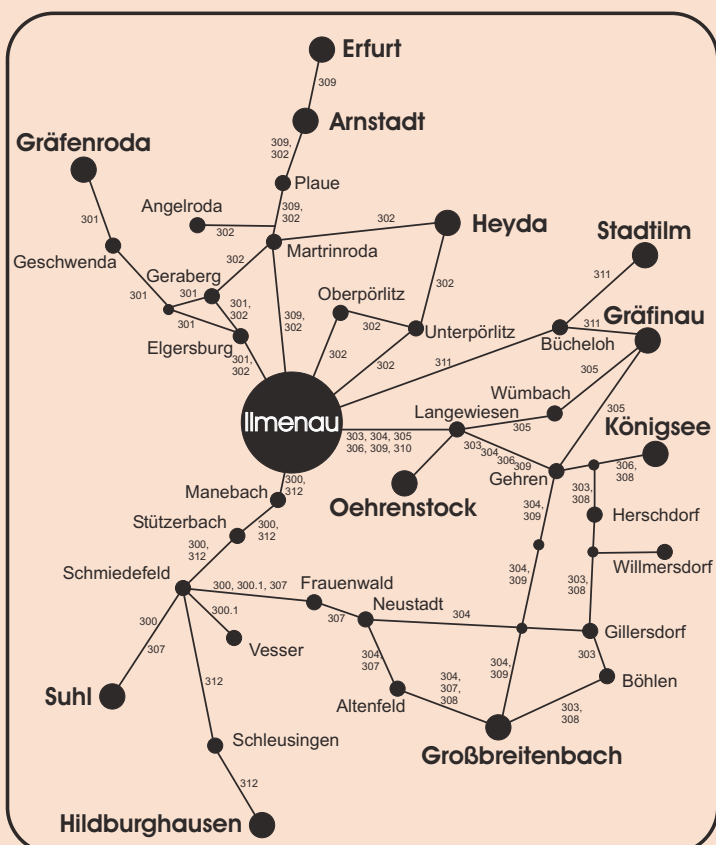 Erfurt
309
Arnstadt
Gräfenroda
309,
302
Plaue
Angelroda
309,
302
301
302
302
Heyda
Stadtilm
Martinroda
Geschwenda
302
Geraberg
311
301
301
301,
302
302
Oberpörlitz
309,
302
302
311
Gräfinau
301
Unterpörlitz
Bücheloh
Elgersburg
301,
302
302
302
311
305
Wümbach
Ilmenau
Langewiesen
305
305
Königsee
303, 304, 305
306, 309, 310
303
304
306
309
306,
308
Gehren
300,
312
303,
308
Manebach
Oehrenstock
304,
309
Herschdorf
Stützerbach
300,
312
300,
312
Willmersdorf
Schmiedefeld
304,
309
303,
308
300, 300.1, 307
Frauenwald
Neustadt
300.1
307
304
300
307
Gillersdorf
Vesser
304,
307
304,
309
303
312
304,
307,
308
Böhlen
Suhl
Altenfeld
303,
308
Schleusingen
Großbreitenbach
312
Hildburghausen